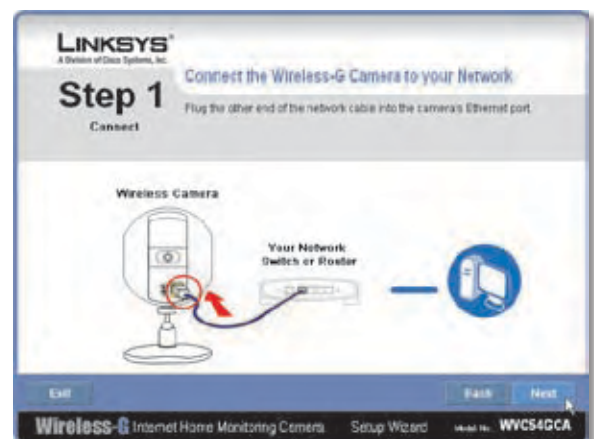 LINKSYS®
A Division of Cisco Systems, Inc.
Step 1
Connect
Connect the Wireless-G Camera to your Network
Plug the other end of the network cable into the camera's Ethernet port.
Wireless Camera
Your Network
Switch or Router
Exit
Back
Next
Wireless-G Internet Home Monitoring Camera Setup Wizard Model No. WVC54GCA